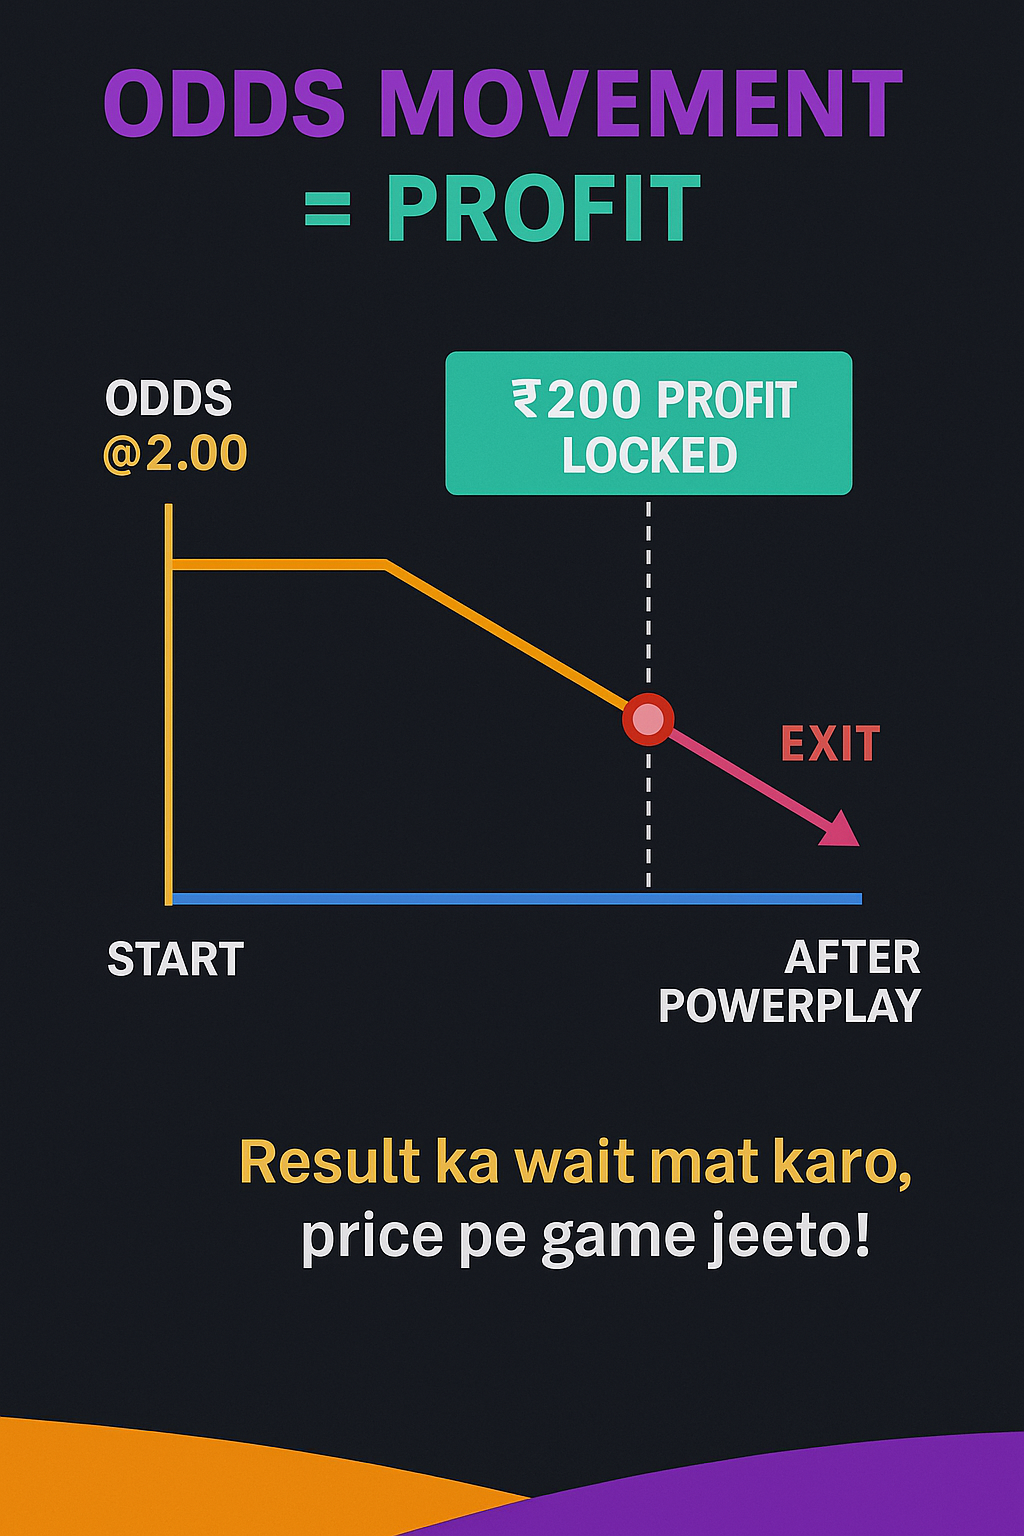 ODDS MOVEMENT
= PROFIT
ODDS
@2.00
₹200 PROFIT
LOCKED
EXIT
START
AFTER
POWERPLAY
Result ka wait mat karo,
price pe game jeeto!